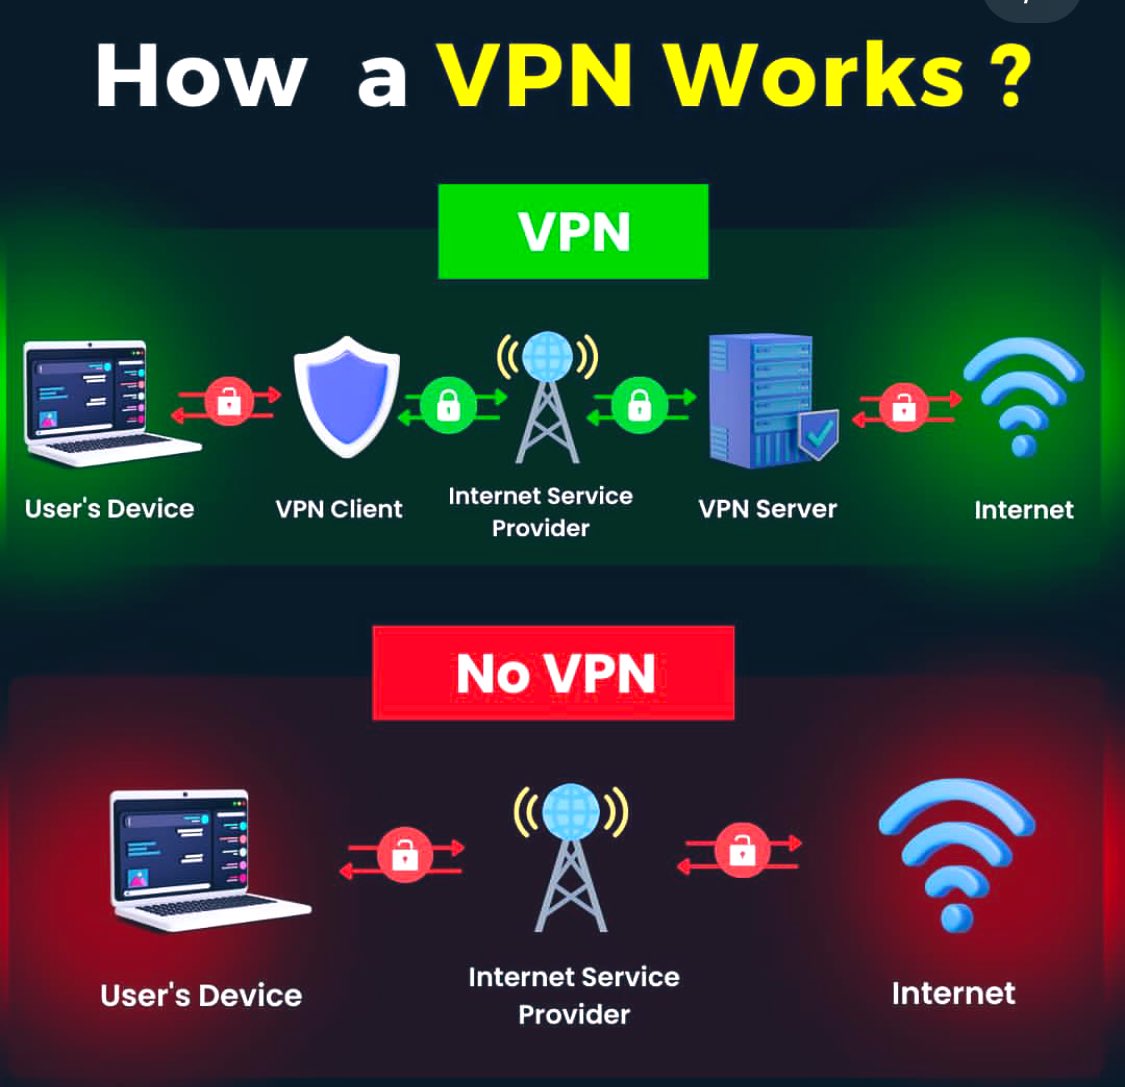 How a VPN Works ?
VPN
User's Device
VPN Client
Internet Service
Provider
VPN Server
Internet
No VPN
User's Device
Internet Service
Provider
Internet